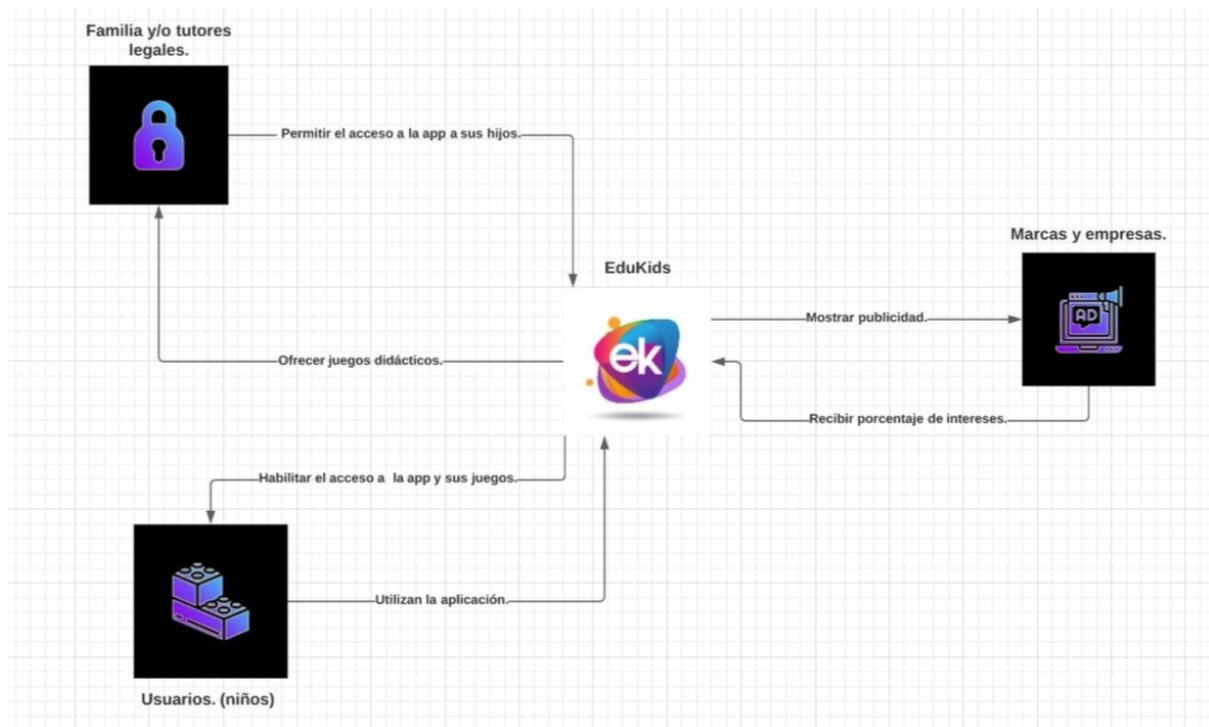 Familia y/o tutores
legales.
Permitir el acceso a la app a sus hijos.
Marcas y empresas.
EduKids
AD
Mostrar publicidad.
ek
Ofrecer juegos didácticos.
Recibir porcentaje de intereses.
Habilitar el acceso a  la app y sus juegos.
Utilizan la aplicación.
Usuarios. (niños)